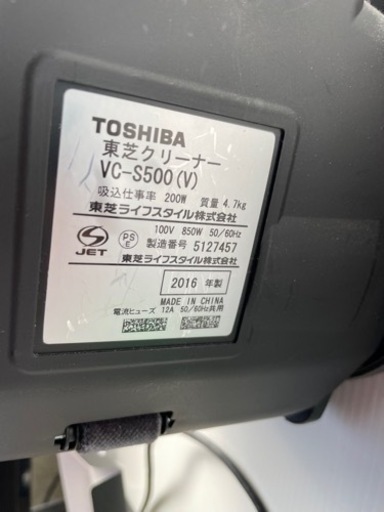 TOSHIBA
東芝クリーナー
VC-S500(V)
吸込仕事率 200W 質量 4.7kg
東芝ライフスタイル株式会社
100V 850W 50/60Hz
製造番号 5127457
東芝ライフスタイル株式会社
S
JET
PS
E
2016 年製
MADE IN CHINA
電流ヒューズ 12A 50/60Hz共用